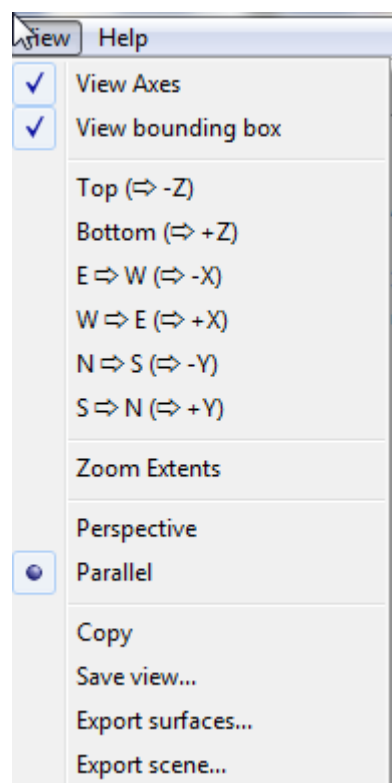 View Help
View Axes
View bounding box
Top (⇨ -Z)
Bottom (⇨ +Z)
E ⇨ W (⇨ -X)
W ⇨ E (⇨ +X)
N ⇨ S (⇨ -Y)
S ⇨ N (⇨ +Y)
Zoom Extents
Perspective
Parallel
Copy
Save view...
Export surfaces...
Export scene...